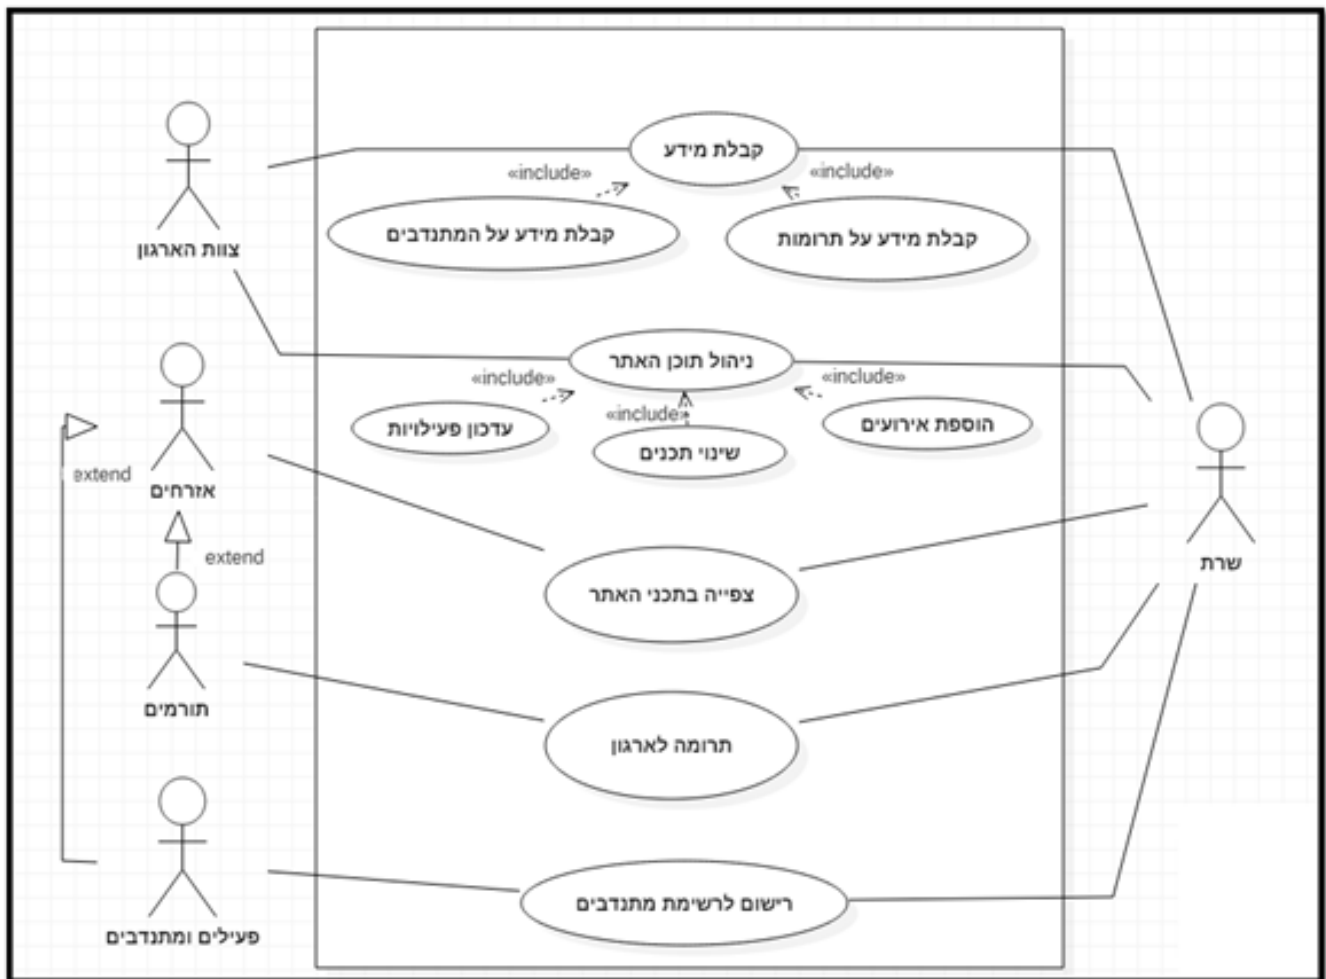 קבלת מידע
«include»
«include»
קבלת מידע על המתנדבים
קבלת מידע על תרומות
צוות הארגון
ניהול תוכן האתר
«include»
«include»
«include»
עדכון פעילויות
שינוי תכנים
הוספת אירועים
extend
אזרחים
extend
צפייה בתכני האתר
שרת
תורמים
תרומה לארגון
רישום לרשימת מתנדבים
פעילים ומתנדבים